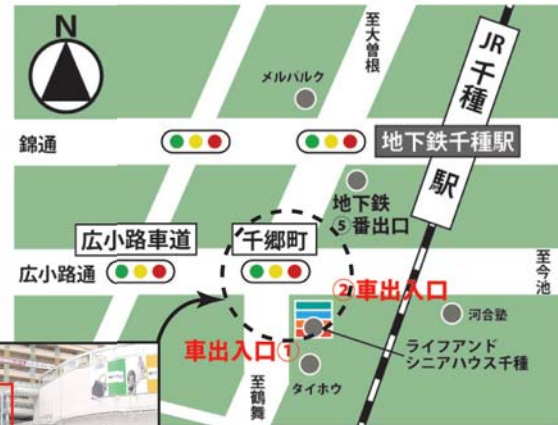 N
至大曽根
JR千種駅
メルパルク
錦通
地下鉄千種駅
地下鉄
⑤番出口
広小路車道
千郷町
広小路通
至今池
②車出入口
河合塾
車出入口①
ライフアンド
シニアハウス千種
タイホウ
至鶴舞